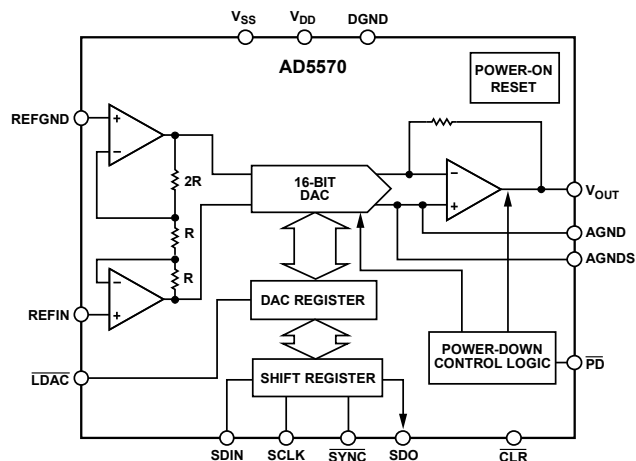 VSS
VDD
DGND
AD5570
POWER-ON
RESET
REFGND
+
−
2R
R
R
−
+
REFIN
16-BIT
DAC
−
+
VOUT
AGND
AGNDS
DAC REGISTER
SHIFT REGISTER
POWER-DOWN
CONTROL LOGIC
PD
LDAC
SDIN
SCLK
SYNC
SDO
CLR